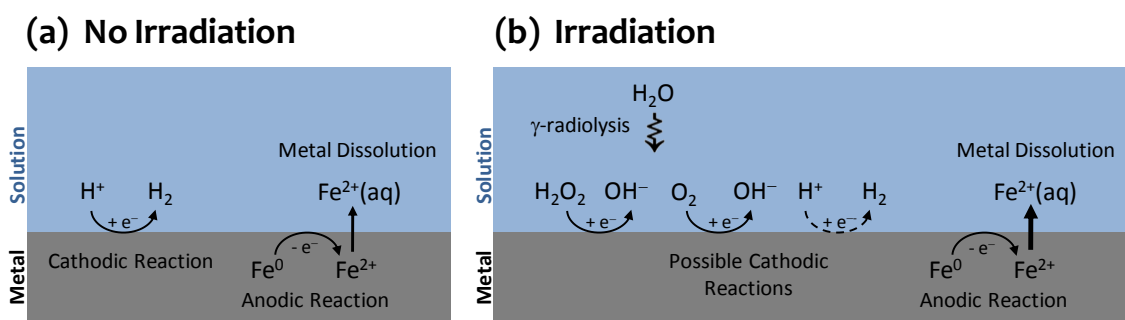 (a) No Irradiation
Solution
Metal
Metal Dissolution
H⁺ H₂ Fe²⁺(aq)
+ e⁻
- e⁻
Cathodic Reaction
Fe⁰ Fe²⁺
Anodic Reaction
(b) Irradiation
Solution
Metal
H₂O
γ-radiolysis
Metal Dissolution
H₂O₂ OH⁻ O₂ OH⁻ H⁺ H₂ Fe²⁺(aq)
+ e⁻ + e⁻ + e⁻
- e⁻
Possible Cathodic
Reactions
Fe⁰ Fe²⁺
Anodic Reaction